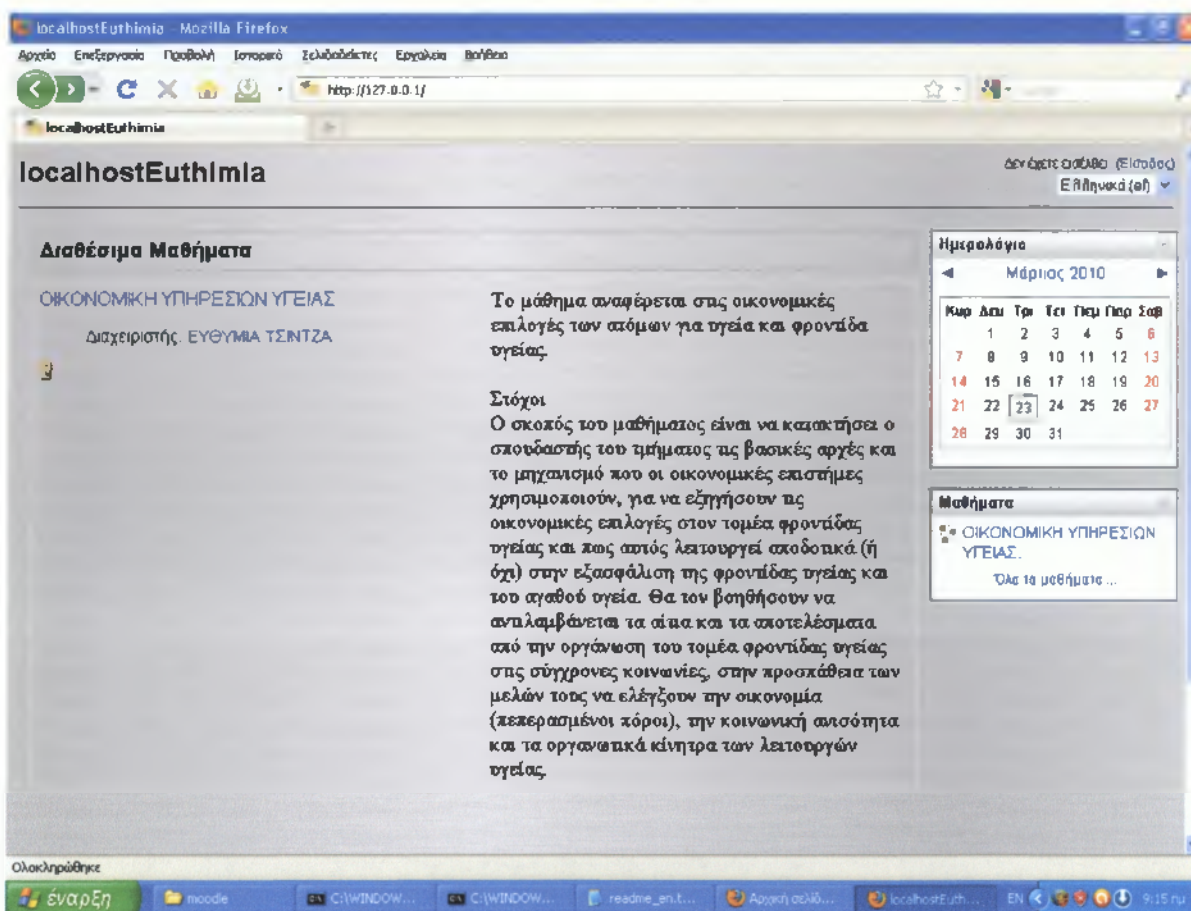 localhostEuthimia - Mozilla Firefox
Αρχείο Επεξεργασία Προβολή Ιστορικό Σελιδοδείκτες Εργαλεία Βοήθεια
http://127.0.0.1/
localhostEuthimia
localhostEuthimia
Δεν έχετε εισέλθει (Είσοδος)
Ελληνικά (el)
Διαθέσιμα Μαθήματα
ΟΙΚΟΝΟΜΙΚΗ ΥΠΗΡΕΣΙΩΝ ΥΓΕΙΑΣ
Διαχειριστής: ΕΥΘΥΜΙΑ ΤΣΙΝΤΖΑ
Το μάθημα αναφέρεται στις οικονομικές
επιλογές των ατόμων για υγεία και φροντίδα
υγείας.
Στόχοι
Ο σκοπός του μαθήματος είναι να κατακτήσει ο
σπουδαστής του τμήματος τις βασικές αρχές και
το μηχανισμό που οι οικονομικές επιστήμες
χρησιμοποιούν, για να εξηγήσουν τις
οικονομικές επιλογές στον τομέα φροντίδας
υγείας και πως αυτός λειτουργεί αποδοτικά (ή
όχι) στην εξασφάλιση της φροντίδας υγείας και
του αγαθού υγεία. Θα τον βοηθήσουν να
αντιλαμβάνεται τα αίτια και τα αποτελέσματα
από την οργάνωση του τομέα φροντίδας υγείας
στις σύγχρονες κοινωνίες, στην προσπάθεια των
μελών τους να ελέγξουν την οικονομία
(πεπερασμένοι πόροι), την κοινωνική ανισότητα
και τα οργανωτικά κίνητρα των λειτουργών
υγείας.
Ημερολόγιο
Μάρτιος 2010
Κυρ Δευ Τρι Τετ Πεμ Παρ Σαβ
1 2 3 4 5 6
7 8 9 10 11 12 13
14 15 16 17 18 19 20
21 22 23 24 25 26 27
28 29 30 31
Μαθήματα
ΟΙΚΟΝΟΜΙΚΗ ΥΠΗΡΕΣΙΩΝ
ΥΓΕΙΑΣ.
Όλα τα μαθήματα ...
Ολοκληρώθηκε
έναρξη moodle C:\WINDOW... C:\WINDOW... readme_en.t... Αρχική σελίδ... localhostEuth... EN 9:15 πμ